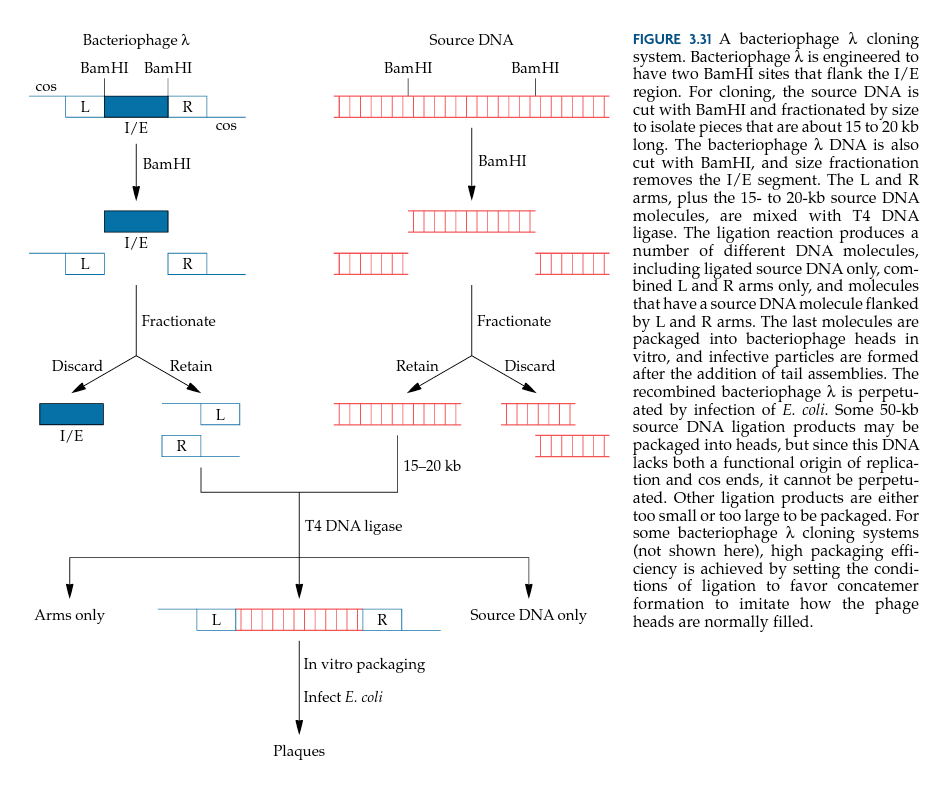 Bacteriophage λ
BamHI BamHI
cos
L
R
I/E
cos
BamHI
I/E
L
R
Fractionate
Discard
Retain
I/E
L
R
Source DNA
BamHI BamHI
BamHI
Fractionate
Retain
Discard
15–20 kb
T4 DNA ligase
Arms only
L
R
Source DNA only
In vitro packaging
Infect E. coli
Plaques
FIGURE 3.31 A bacteriophage λ cloning
system. Bacteriophage λ is engineered to
have two BamHI sites that flank the I/E
region. For cloning, the source DNA is
cut with BamHI and fractionated by size
to isolate pieces that are about 15 to 20 kb
long. The bacteriophage λ DNA is also
cut with BamHI, and size fractionation
removes the I/E segment. The L and R
arms, plus the 15- to 20-kb source DNA
molecules, are mixed with T4 DNA
ligase. The ligation reaction produces a
number of different DNA molecules,
including ligated source DNA only, com-
bined L and R arms only, and molecules
that have a source DNA molecule flanked
by L and R arms. The last molecules are
packaged into bacteriophage heads in
vitro, and infective particles are formed
after the addition of tail assemblies. The
recombined bacteriophage λ is perpetu-
ated by infection of E. coli. Some 50-kb
source DNA ligation products may be
packaged into heads, but since this DNA
lacks both a functional origin of replica-
tion and cos ends, it cannot be perpetu-
ated. Other ligation products are either
too small or too large to be packaged. For
some bacteriophage λ cloning systems
(not shown here), high packaging effi-
ciency is achieved by setting the condi-
tions of ligation to favor concatemer
formation to imitate how the phage
heads are normally filled.